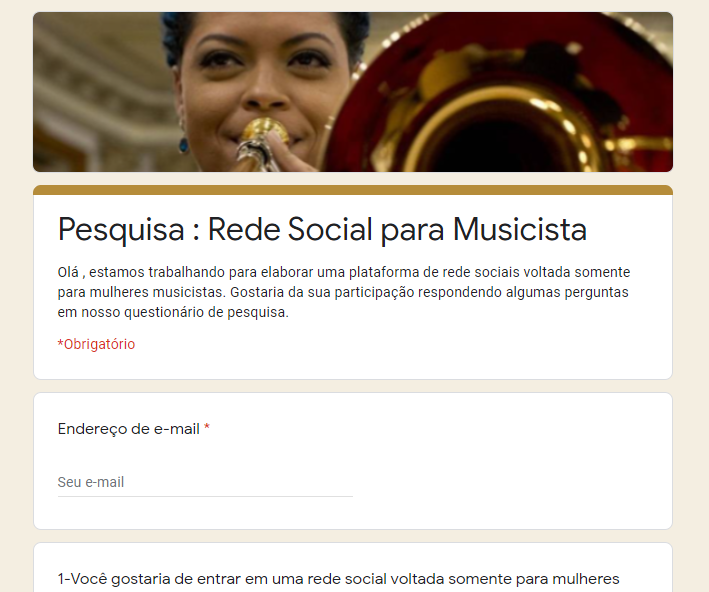 Pesquisa : Rede Social para Musicista
Olá , estamos trabalhando para elaborar uma plataforma de rede sociais voltada somente
para mulheres musicistas. Gostaria da sua participação respondendo algumas perguntas
em nosso questionário de pesquisa.
*Obrigatório
Endereço de e-mail *
Seu e-mail
1-Você gostaria de entrar em uma rede social voltada somente para mulheres